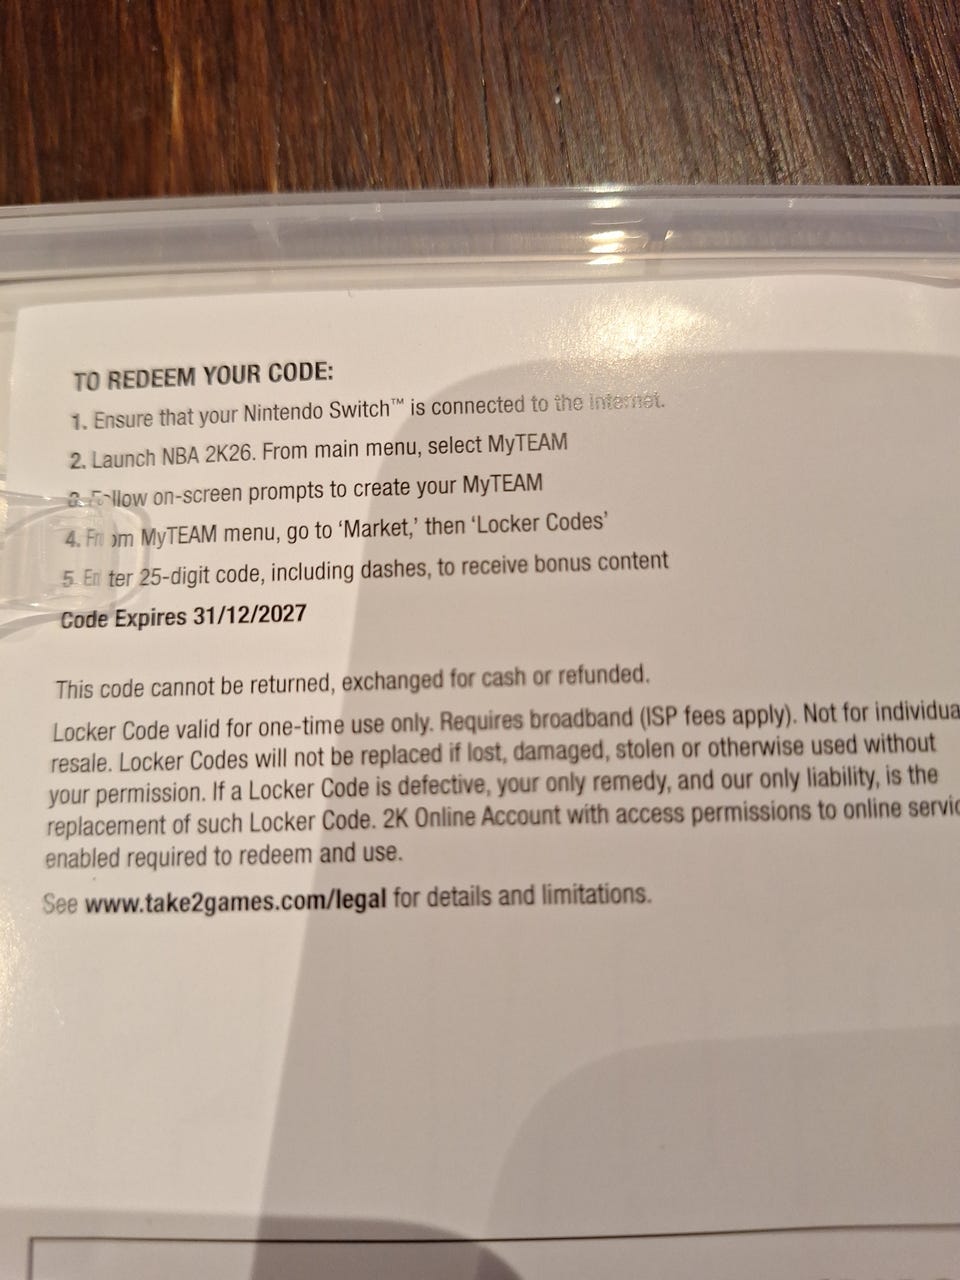 TO REDEEM YOUR CODE:
1. Ensure that your Nintendo Switch™ is connected to the internet.
2. Launch NBA 2K26. From main menu, select MyTEAM
3. Follow on-screen prompts to create your MyTEAM
4. From MyTEAM menu, go to ‘Market,’ then ‘Locker Codes’
5. Enter 25-digit code, including dashes, to receive bonus content
Code Expires 31/12/2027
This code cannot be returned, exchanged for cash or refunded.
Locker Code valid for one-time use only. Requires broadband (ISP fees apply). Not for individua
resale. Locker Codes will not be replaced if lost, damaged, stolen or otherwise used without
your permission. If a Locker Code is defective, your only remedy, and our only liability, is the
replacement of such Locker Code. 2K Online Account with access permissions to online servic
enabled required to redeem and use.
See www.take2games.com/legal for details and limitations.